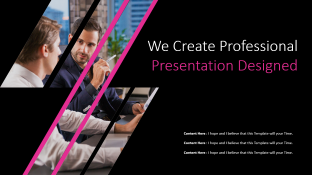 We Create Professional
Presentation Designed
Content Here : I hope and I believe that this Template will your Time.
Content Here : I hope and I believe that this Template will your Time.
Content Here : I hope and I believe that this Template will your Time.